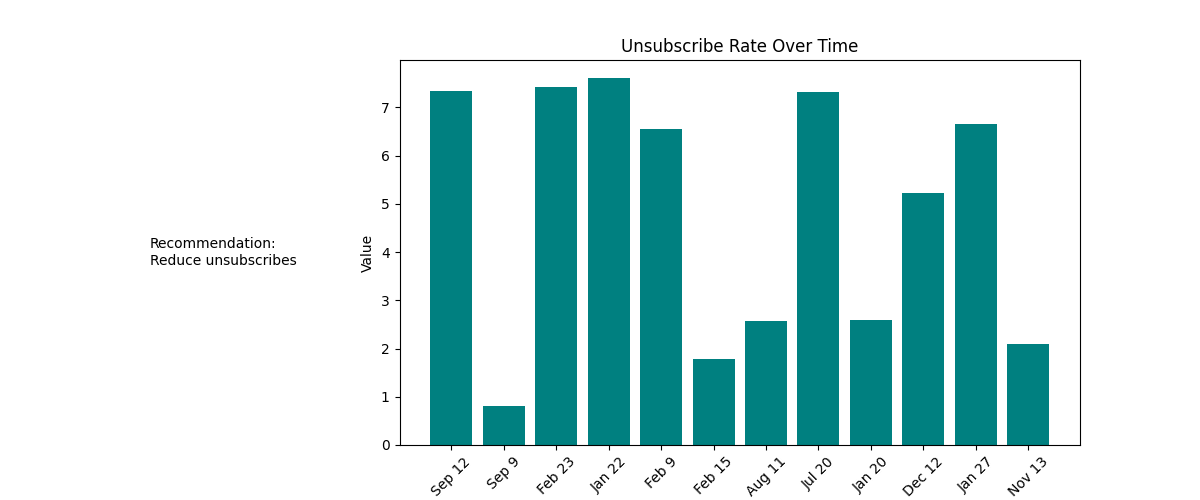 Unsubscribe Rate Over Time
Recommendation:
Reduce unsubscribes
Value
7
6
5
4
3
2
1
0
Sep 12
Sep 9
Feb 23
Jan 22
Feb 9
Feb 15
Aug 11
Jul 20
Jan 20
Dec 12
Jan 27
Nov 13